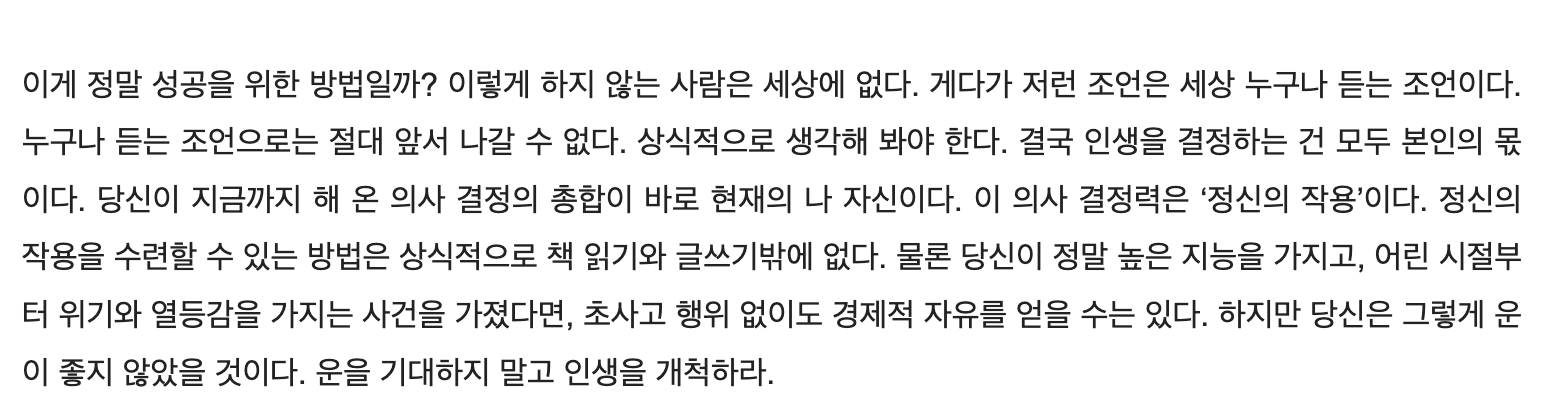 이게 정말 성공을 위한 방법일까? 이렇게 하지 않는 사람은 세상에 없다. 게다가 저런 조언은 세상 누구나 듣는 조언이다.
누구나 듣는 조언으로는 절대 앞서 나갈 수 없다. 상식적으로 생각해 봐야 한다. 결국 인생을 결정하는 건 모두 본인의 몫
이다. 당신이 지금까지 해 온 의사 결정의 총합이 바로 현재의 나 자신이다. 이 의사 결정력은 ‘정신의 작용’이다. 정신의
작용을 수련할 수 있는 방법은 상식적으로 책 읽기와 글쓰기밖에 없다. 물론 당신이 정말 높은 지능을 가지고, 어린 시절부
터 위기와 열등감을 가지는 사건을 가졌다면, 초사고 행위 없이도 경제적 자유를 얻을 수는 있다. 하지만 당신은 그렇게 운
이 좋지 않았을 것이다. 운을 기대하지 말고 인생을 개척하라.